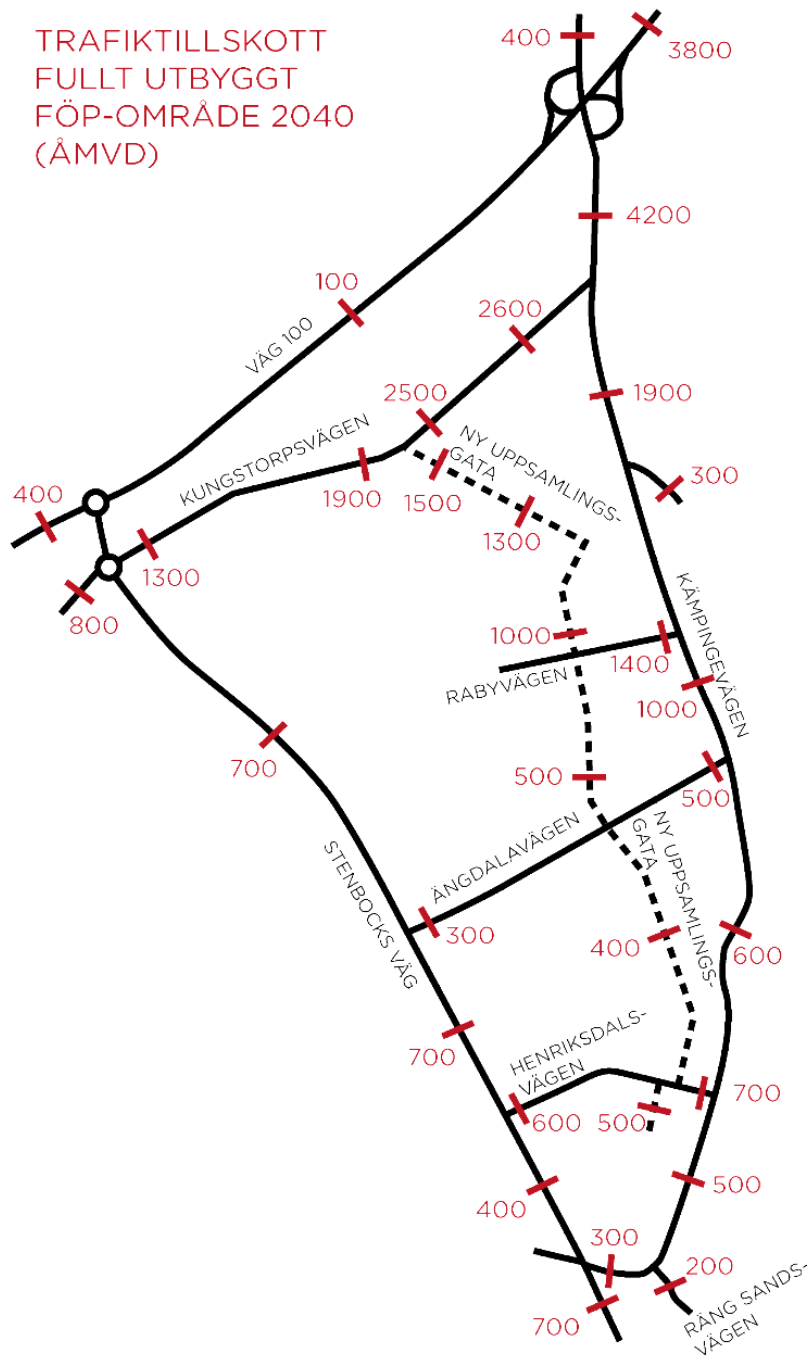 TRAFIKTILLSKOTT
FULLT UTBYGGT
FÖP-OMRÅDE 2040
(ÅMVD)
400
3800
4200
100
2600
VÄG 100
1900
2500
NY UPPSAMLINGS-
GATA
KUNGSTORPSVÄGEN
1900
1500
300
400
1300
1300
800
KÄMPINGEVÄGEN
1000
1400
RABYVÄGEN
1000
700
500
500
ÄNGDALAVÄGEN
NY UPPSAMLINGS-
GATA
STENBOCKS VÄG
300
400
600
700
HENRIKSDALS-
VÄGEN
700
600
500
500
400
300
200
700
RÄNG SANDS-
VÄGEN